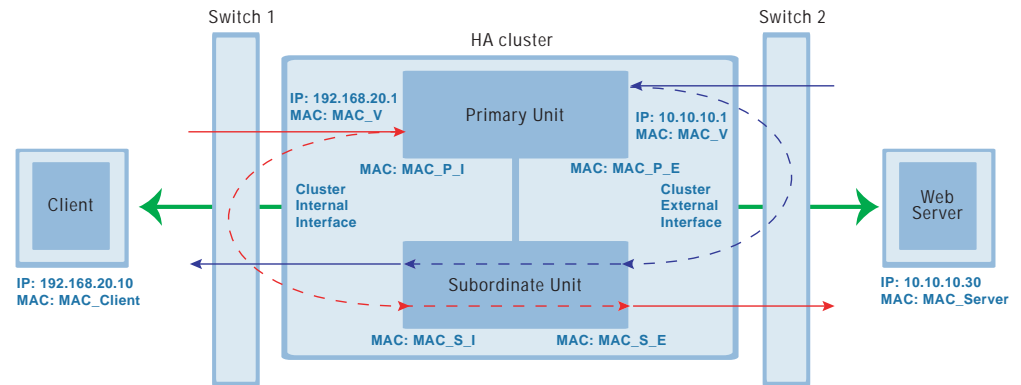 Switch 1
Switch 2
HA cluster
IP: 192.168.20.1
MAC: MAC_V
Primary Unit
IP: 10.10.10.1
MAC: MAC_V
MAC: MAC_P_I
MAC: MAC_P_E
Client
Cluster
Internal
Interface
Cluster
External
Interface
Web
Server
IP: 192.168.20.10
MAC: MAC_Client
Subordinate Unit
IP: 10.10.10.30
MAC: MAC_Server
MAC: MAC_S_I
MAC: MAC_S_E